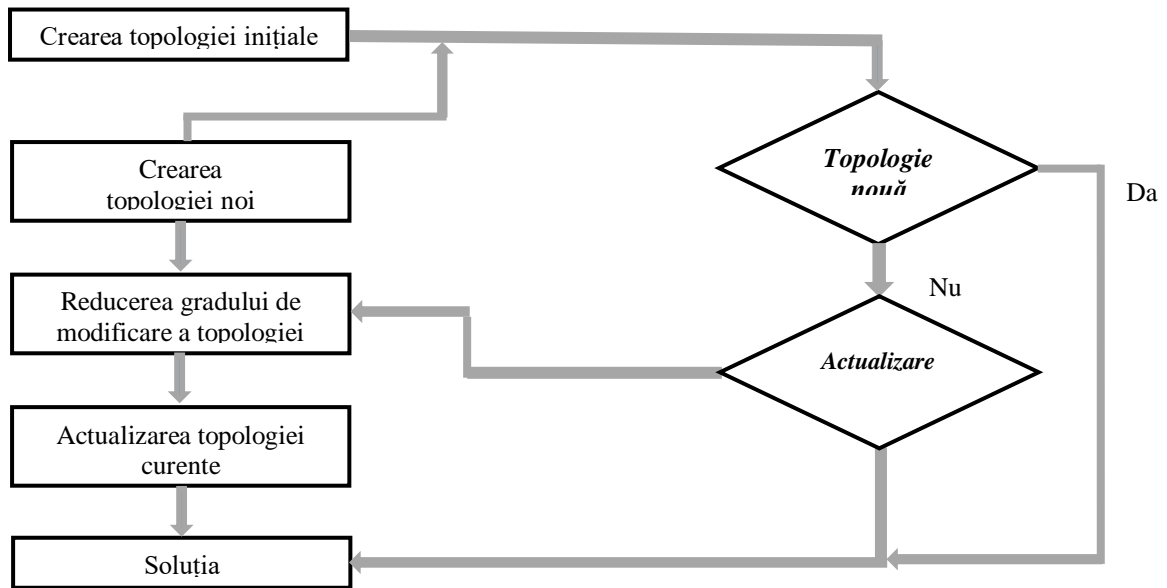 Crearea topologiei inițiale
Crearea
topologiei noi
Topologie
nouă
Da
Reducerea gradului de
modificare a topologiei
Nu
Actualizare
Actualizarea topologiei
curente
Soluția